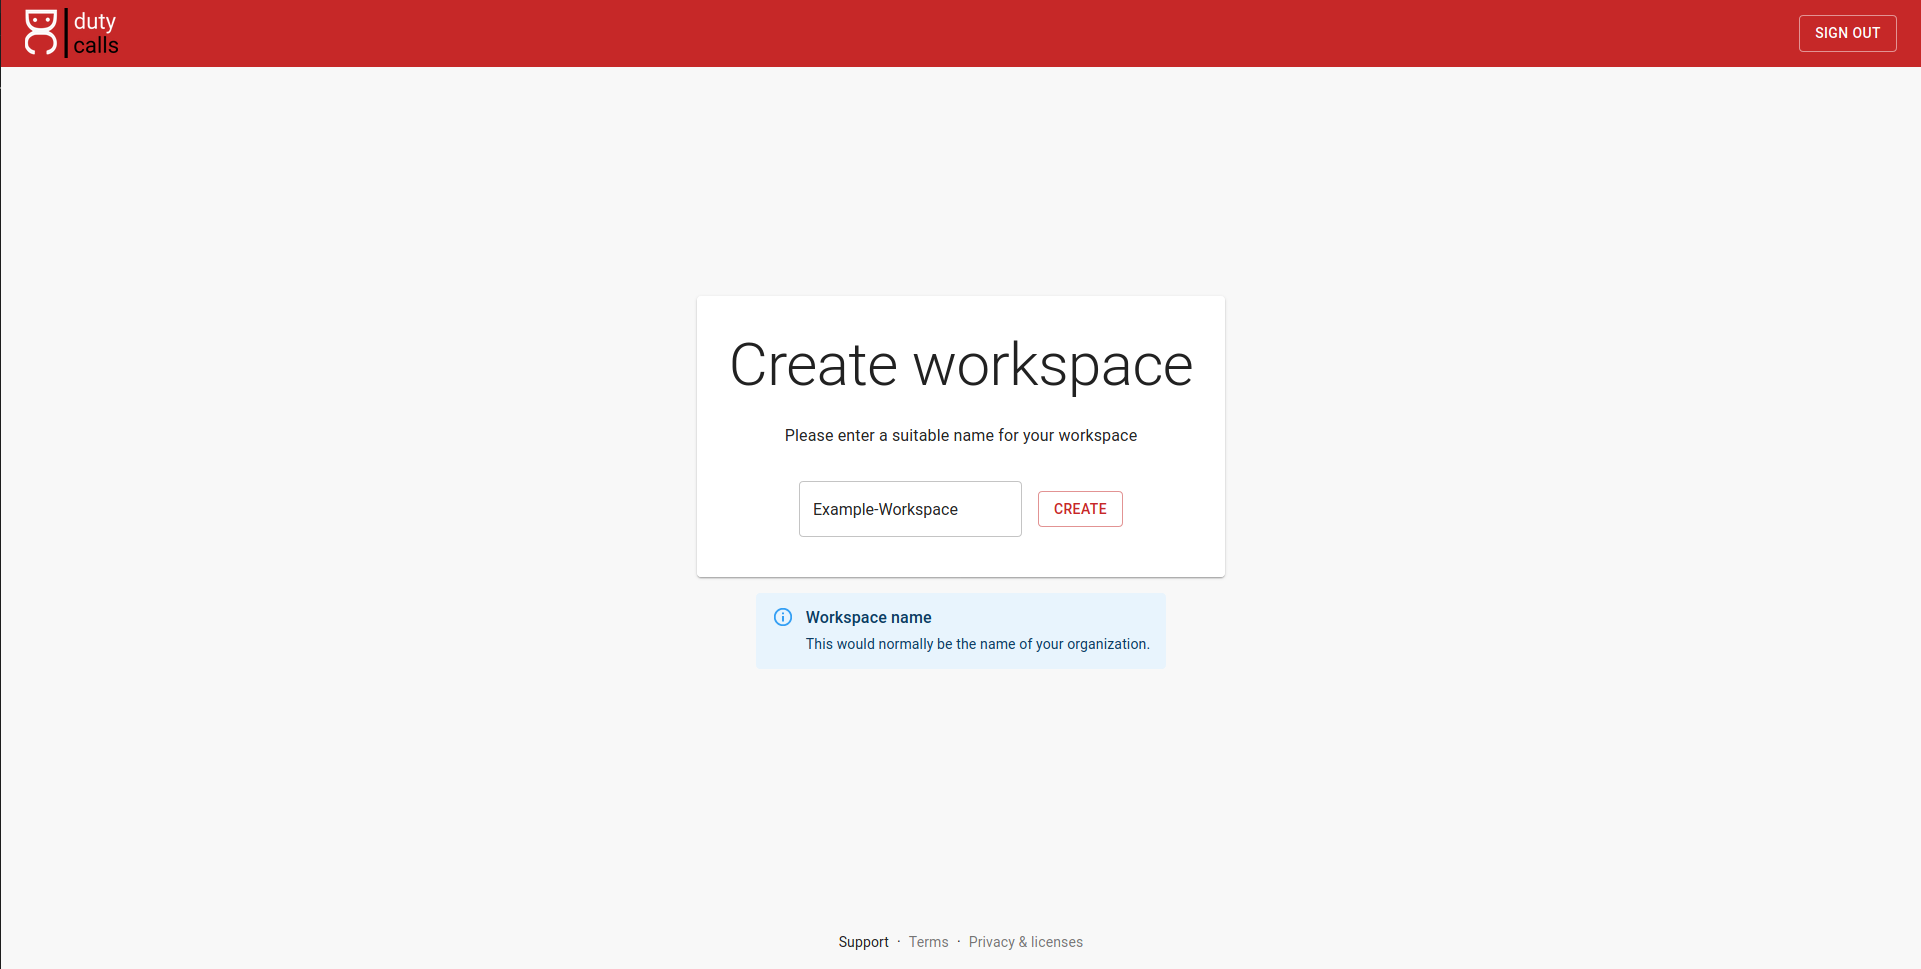 duty
calls
SIGN OUT
Create workspace
Please enter a suitable name for your workspace
Example-Workspace
CREATE
Workspace name
This would normally be the name of your organization.
Support · Terms · Privacy & licenses